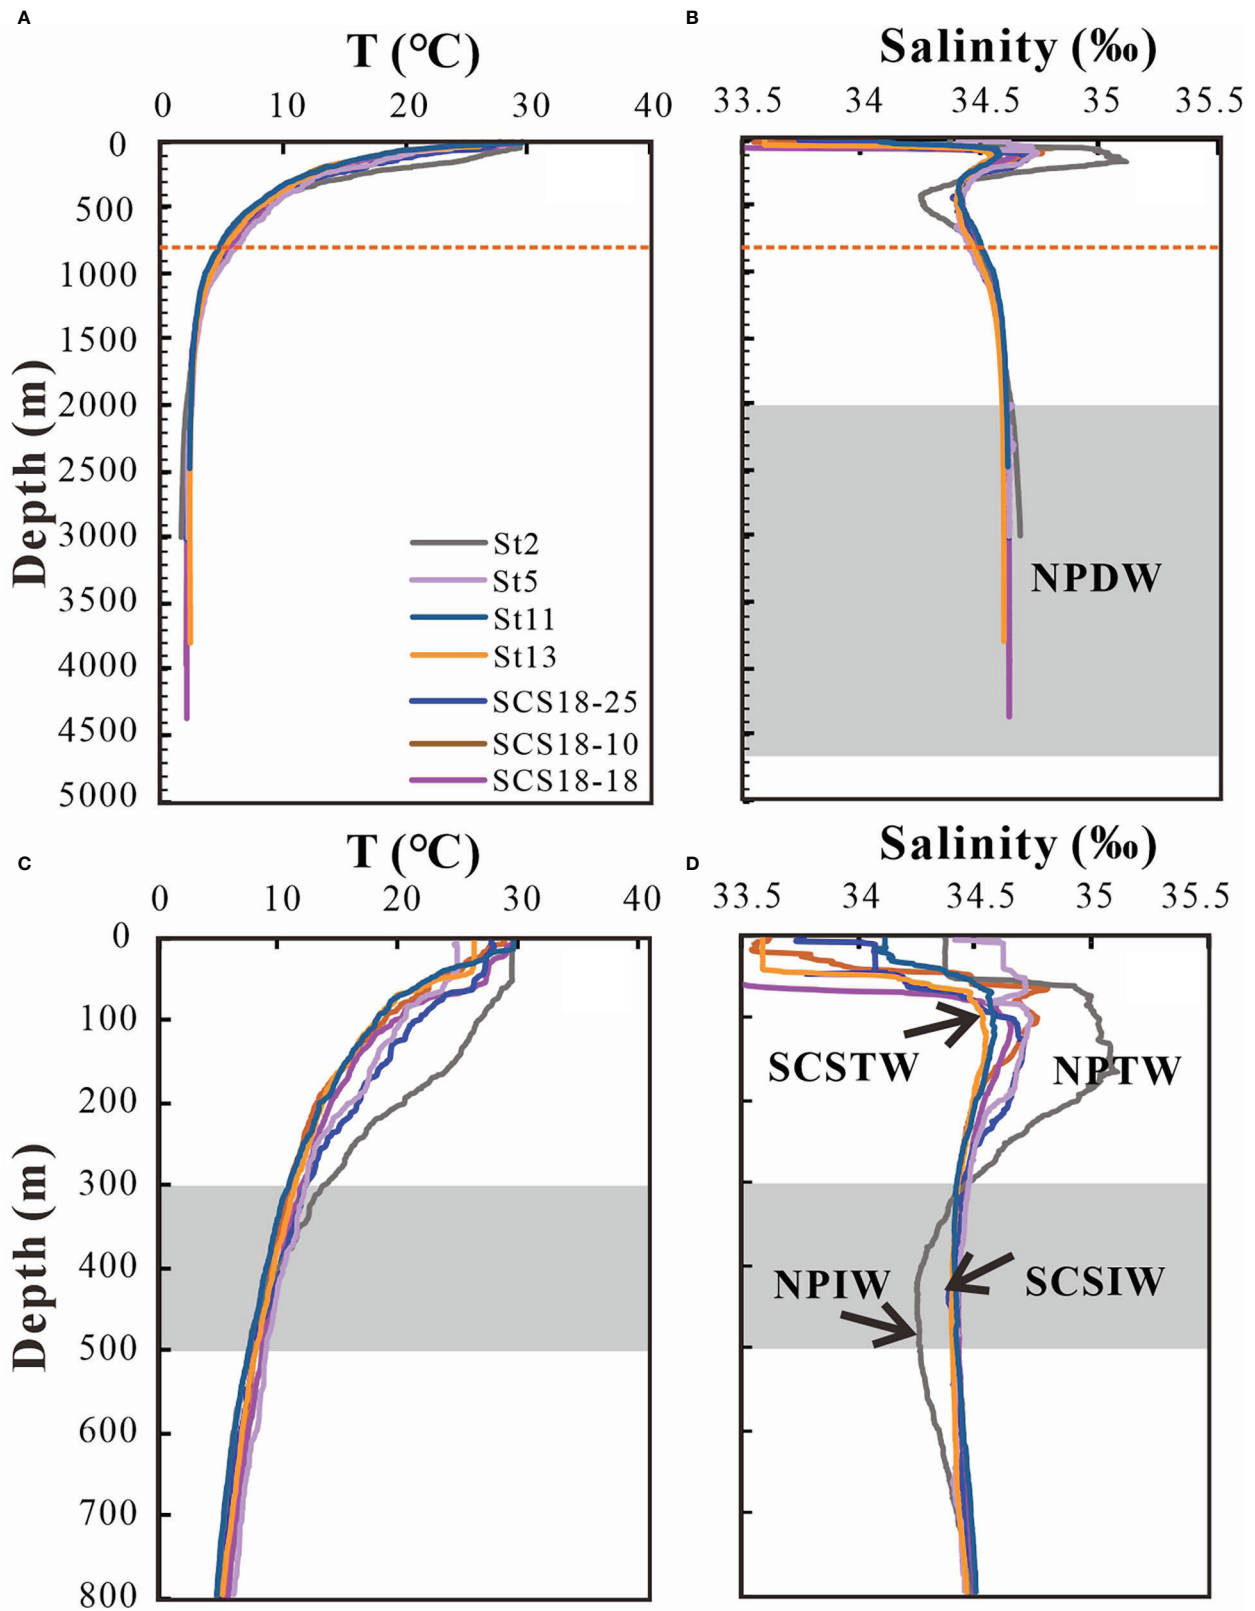 A
T (°C)
0 10 20 30 40
0
500
1000
1500
2000
2500
3000
3500
4000
4500
5000
Depth (m)
St2
St5
St11
St13
SCS18-25
SCS18-10
SCS18-18
B
Salinity (‰)
33.5 34 34.5 35 35.5
NPDW
C
T (°C)
0 10 20 30 40
0
100
200
300
400
500
600
700
800
Depth (m)
D
Salinity (‰)
33.5 34 34.5 35 35.5
SCSTW
NPTW
NPIW
SCSIW